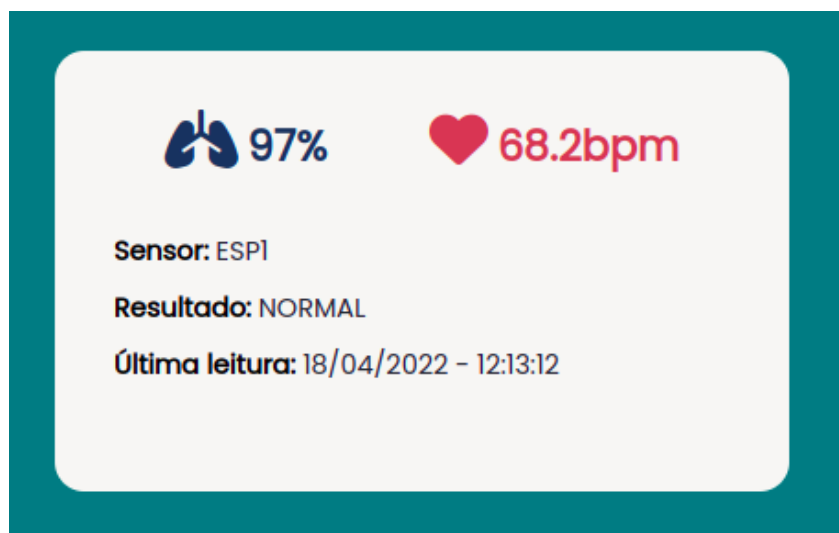 97% 68.2bpm
Sensor: ESP1
Resultado: NORMAL
Última leitura: 18/04/2022 - 12:13:12